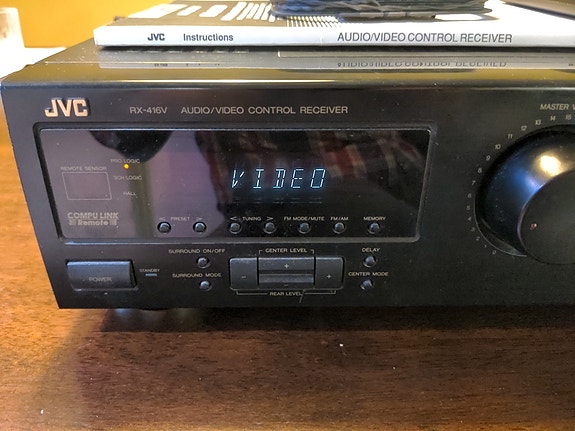 JVC Instructions AUDIO/VIDEO CONTROL RECEIVER
JVC RX-416V AUDIO/VIDEO CONTROL RECEIVER
MASTER V
REMOTE SENSOR
PRO LOGIC
3CH LOGIC
HALL
VIDEO
COMPU LINK
Remote
< PRESET > < TUNING > FM MODE/MUTE FM/AM MEMORY
POWER
STANDBY
SURROUND ON/OFF
SURROUND MODE
CENTER LEVEL
- + - +
REAR LEVEL
DELAY
CENTER MODE